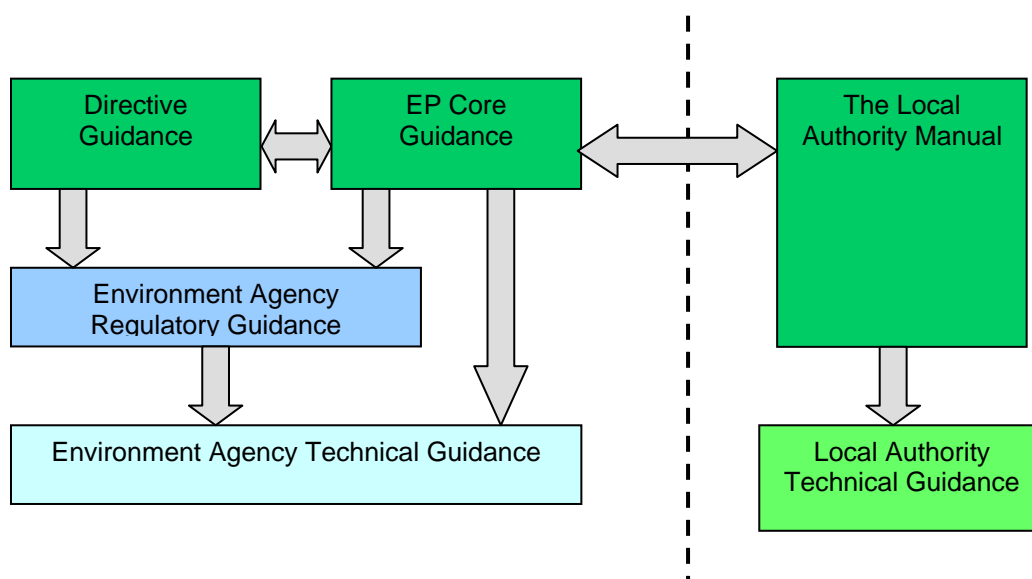 Directive
Guidance
EP Core
Guidance
The Local
Authority Manual
Environment Agency
Regulatory Guidance
Environment Agency Technical Guidance
Local Authority
Technical Guidance